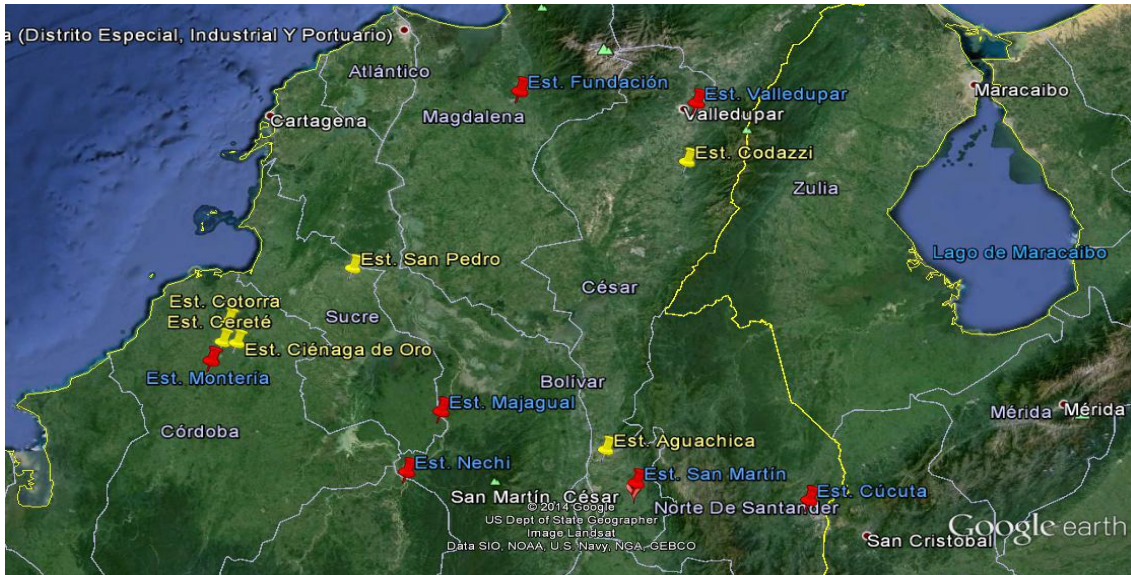 a (Distrito Especial, Industrial Y Portuario)
Atlántico
Est. Fundación
Est. Valledupar
Maracaibo
Magdalena
Cartagena
Valledupar
Est. Codazzi
Zulia
Est. San Pedro
Lago de Maracaibo
César
Est. Cotorra
Sucre
Est. Cereté
Est. Ciénaga de Oro
Est. Montería
Bolívar
Est. Majagual
Mérida
Mérida
Córdoba
Est. Aguachica
Est. Nechi
Est. San Martín
San Martín, César
Est. Cúcuta
Norte De Santander
© 2014 Google
US Dept of State Geographer
Image Landsat
Data SIO, NOAA, U.S. Navy, NGA, GEBCO
Google earth
San Cristobal